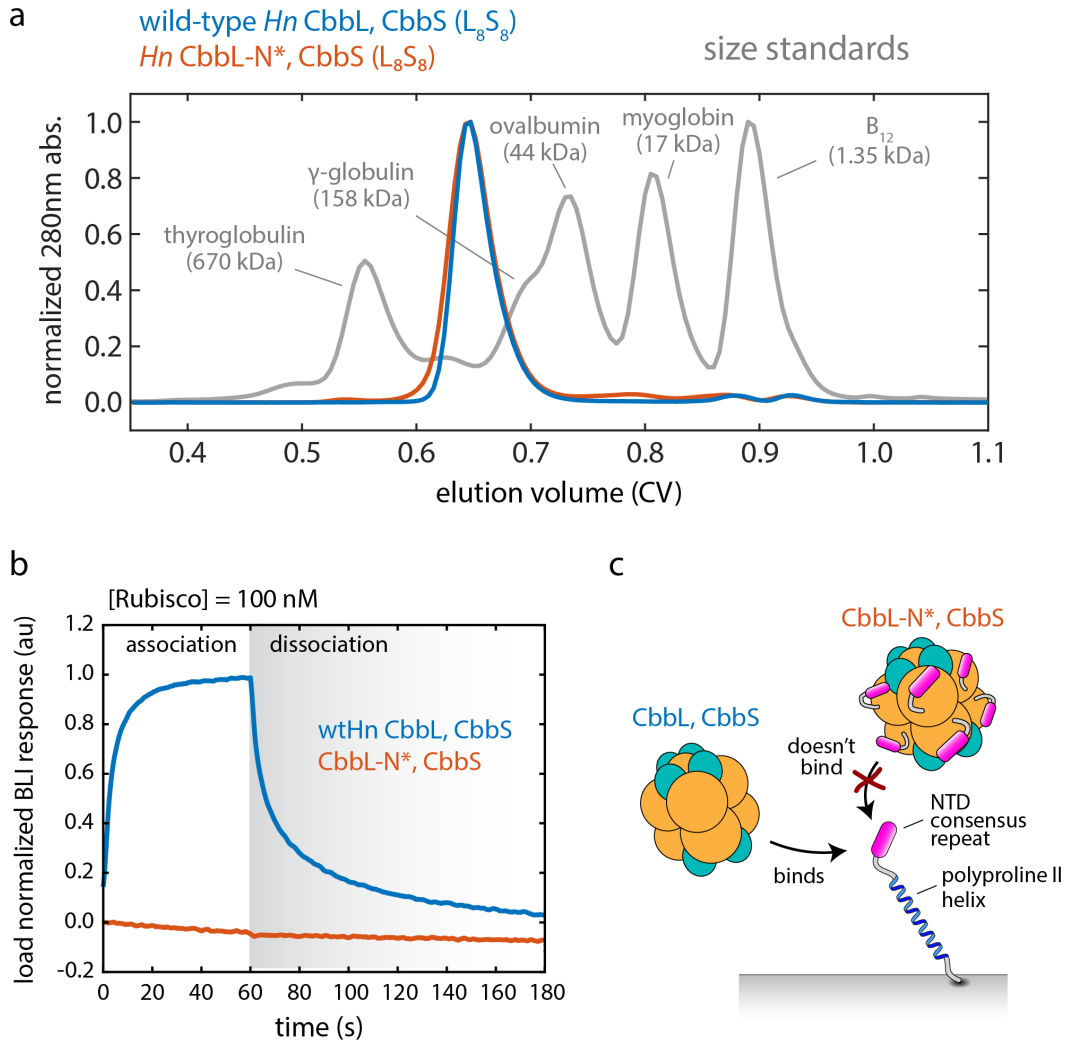 a
wild-type Hn CbbL, CbbS (L₈S₈)
Hn CbbL-N*, CbbS (L₈S₈)
size standards
normalized 280nm abs.
1.0
0.8
0.6
0.4
0.2
0.0
thyroglobulin
(670 kDa)
γ-globulin
(158 kDa)
ovalbumin
(44 kDa)
myoglobin
(17 kDa)
B₁₂
(1.35 kDa)
0.4 0.5 0.6 0.7 0.8 0.9 1.0 1.1
elution volume (CV)
b
[Rubisco] = 100 nM
load normalized BLI response (au)
1.2
1.0
0.8
0.6
0.4
0.2
0.0
-0.2
association
dissociation
wtHn CbbL, CbbS
CbbL-N*, CbbS
0 20 40 60 80 100 120 140 160 180
time (s)
c
CbbL-N*, CbbS
CbbL, CbbS
doesn't
bind
binds
NTD
consensus
repeat
polyproline II
helix